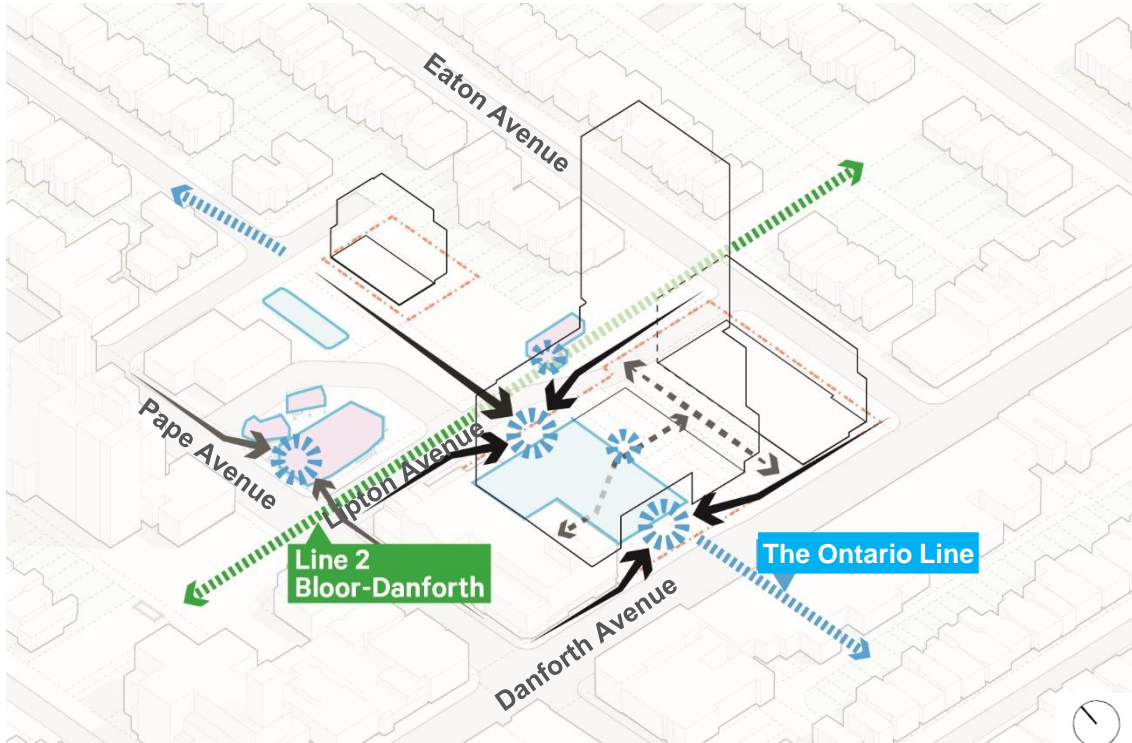 Eaton Avenue
Pape Avenue
Lipton Avenue
Line 2
Bloor-Danforth
The Ontario Line
Danforth Avenue